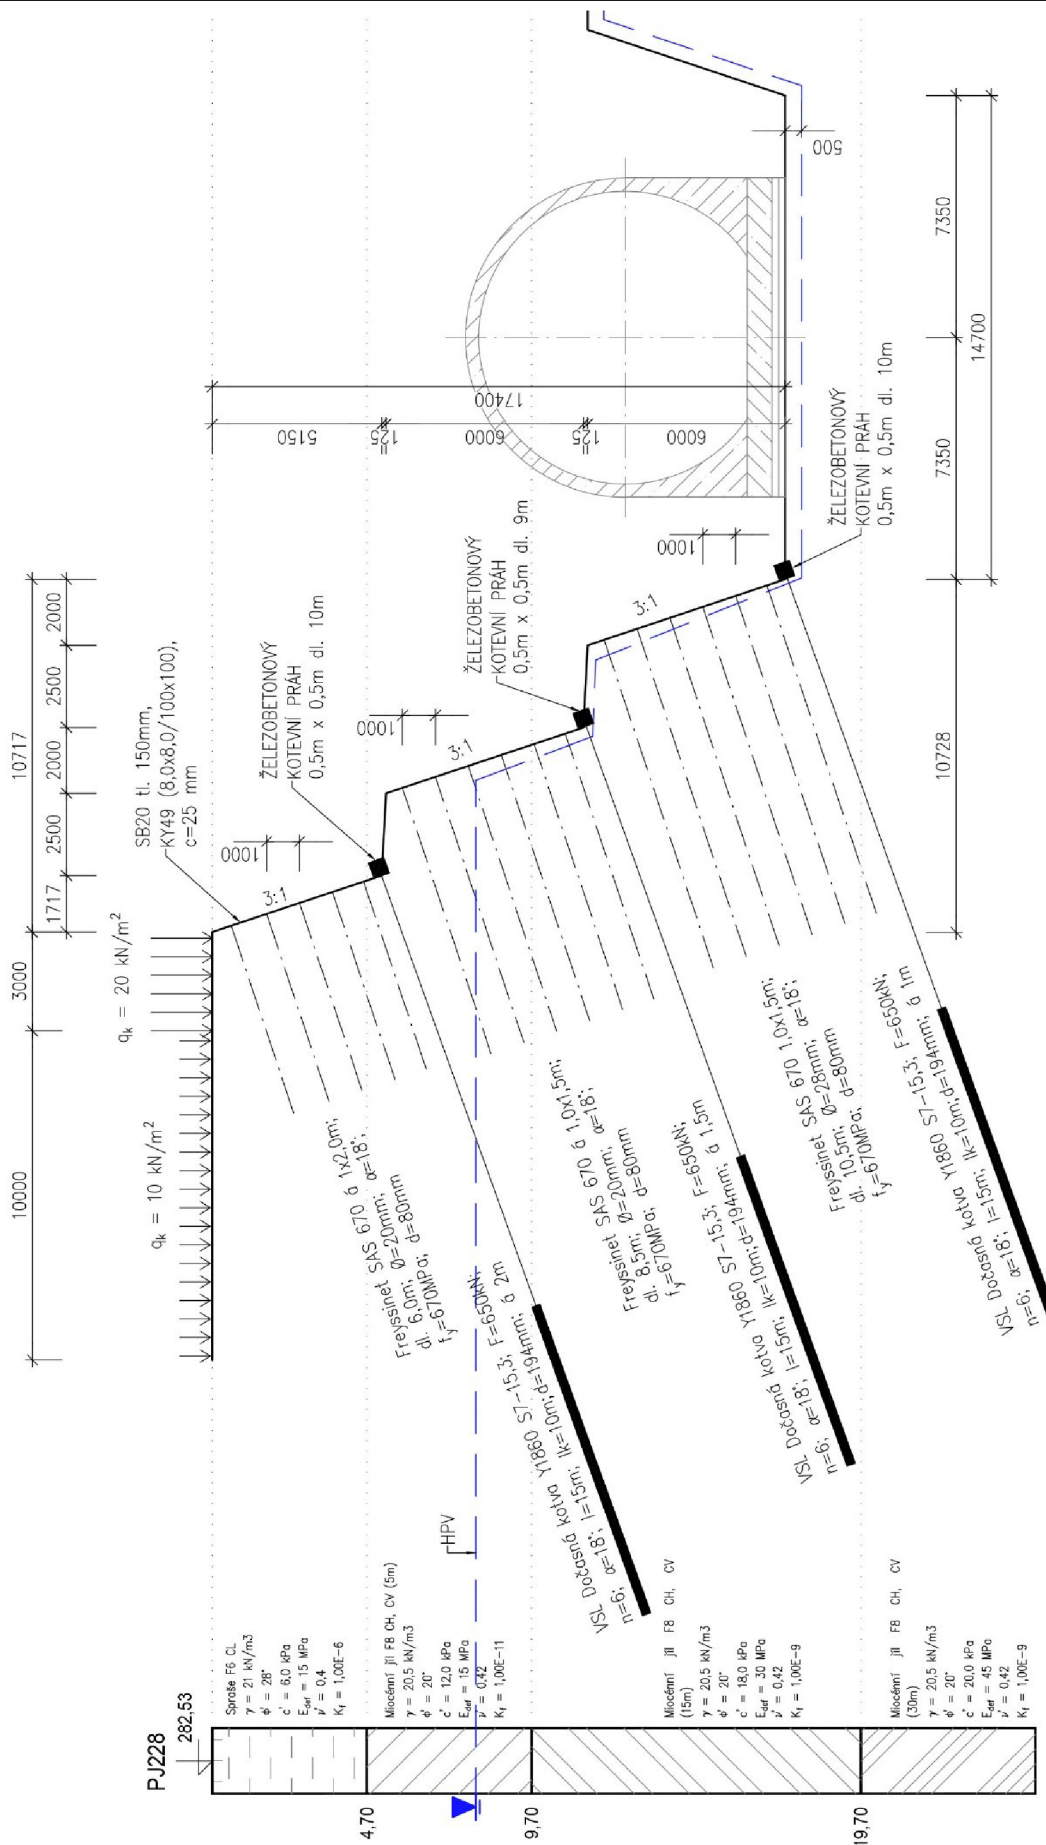 PJ228
282,53
4,70
9,70
19,70
Spraše F6 CL
γ = 21 kN/m3
ϕ' = 28°
c' = 6,0 kPa
Edef = 15 MPa
ν' = 0,4
Kf = 1,00E-6
Miocénní jíl F8 CH, CV (5m)
γ = 20,5 kN/m3
ϕ' = 20°
c' = 12,0 kPa
Edef = 15 MPa
ν' = 0,42
Kf = 1,00E-11
Miocénní jíl F8 CH, CV
(15m)
γ = 20,5 kN/m3
ϕ' = 20°
c' = 18,0 kPa
Edef = 30 MPa
ν' = 0,42
Kf = 1,00E-9
Miocénní jíl F8 CH, CV
(30m)
γ = 20,5 kN/m3
ϕ' = 20°
c' = 20,0 kPa
Edef = 45 MPa
ν' = 0,42
Kf = 1,00E-9
HPV
10000
3000
10717
1717
2500
2000
2500
2000
qk = 10 kN/m²
qk = 20 kN/m²
SB20 tl. 150mm,
KY49 (8,0x8,0/100x100),
c=25 mm
1000
3:1
ŽELEZOBETONOVÝ
KOTEVNÍ PRÁH
0,5m x 0,5m dl. 10m
1000
3:1
ŽELEZOBETONOVÝ
KOTEVNÍ PRÁH
0,5m x 0,5m dl. 9m
1000
3:1
ŽELEZOBETONOVÝ
KOTEVNÍ PRÁH
0,5m x 0,5m dl. 10m
5150
125
6000
125
6000
17400
500
Freyssinet SAS 670 á 1x2,0m;
dl. 6,0m; Ø=20mm; α=18°;
fy=670MPa; d=80mm
VSL Dočasná kotva Y1860 S7-15,3; F=650kN;
n=6; α=18°; l=15m; lk=10m;d=194mm; á 2m
Freyssinet SAS 670 á 1,0x1,5m;
dl. 8,5m; Ø=20mm; α=18°;
fy=670MPa; d=80mm
VSL Dočasná kotva Y1860 S7-15,3; F=650kN;
n=6; α=18°; l=15m; lk=10m;d=194mm; á 1,5m
Freyssinet SAS 670 1,0x1,5m;
dl. 10,5m; Ø=28mm; α=18°;
fy=670MPa; d=80mm
VSL Dočasná kotva Y1860 S7-15,3; F=650kN;
n=6; α=18°; l=15m; lk=10m;d=194mm; á 1m
10728
7350
7350
14700